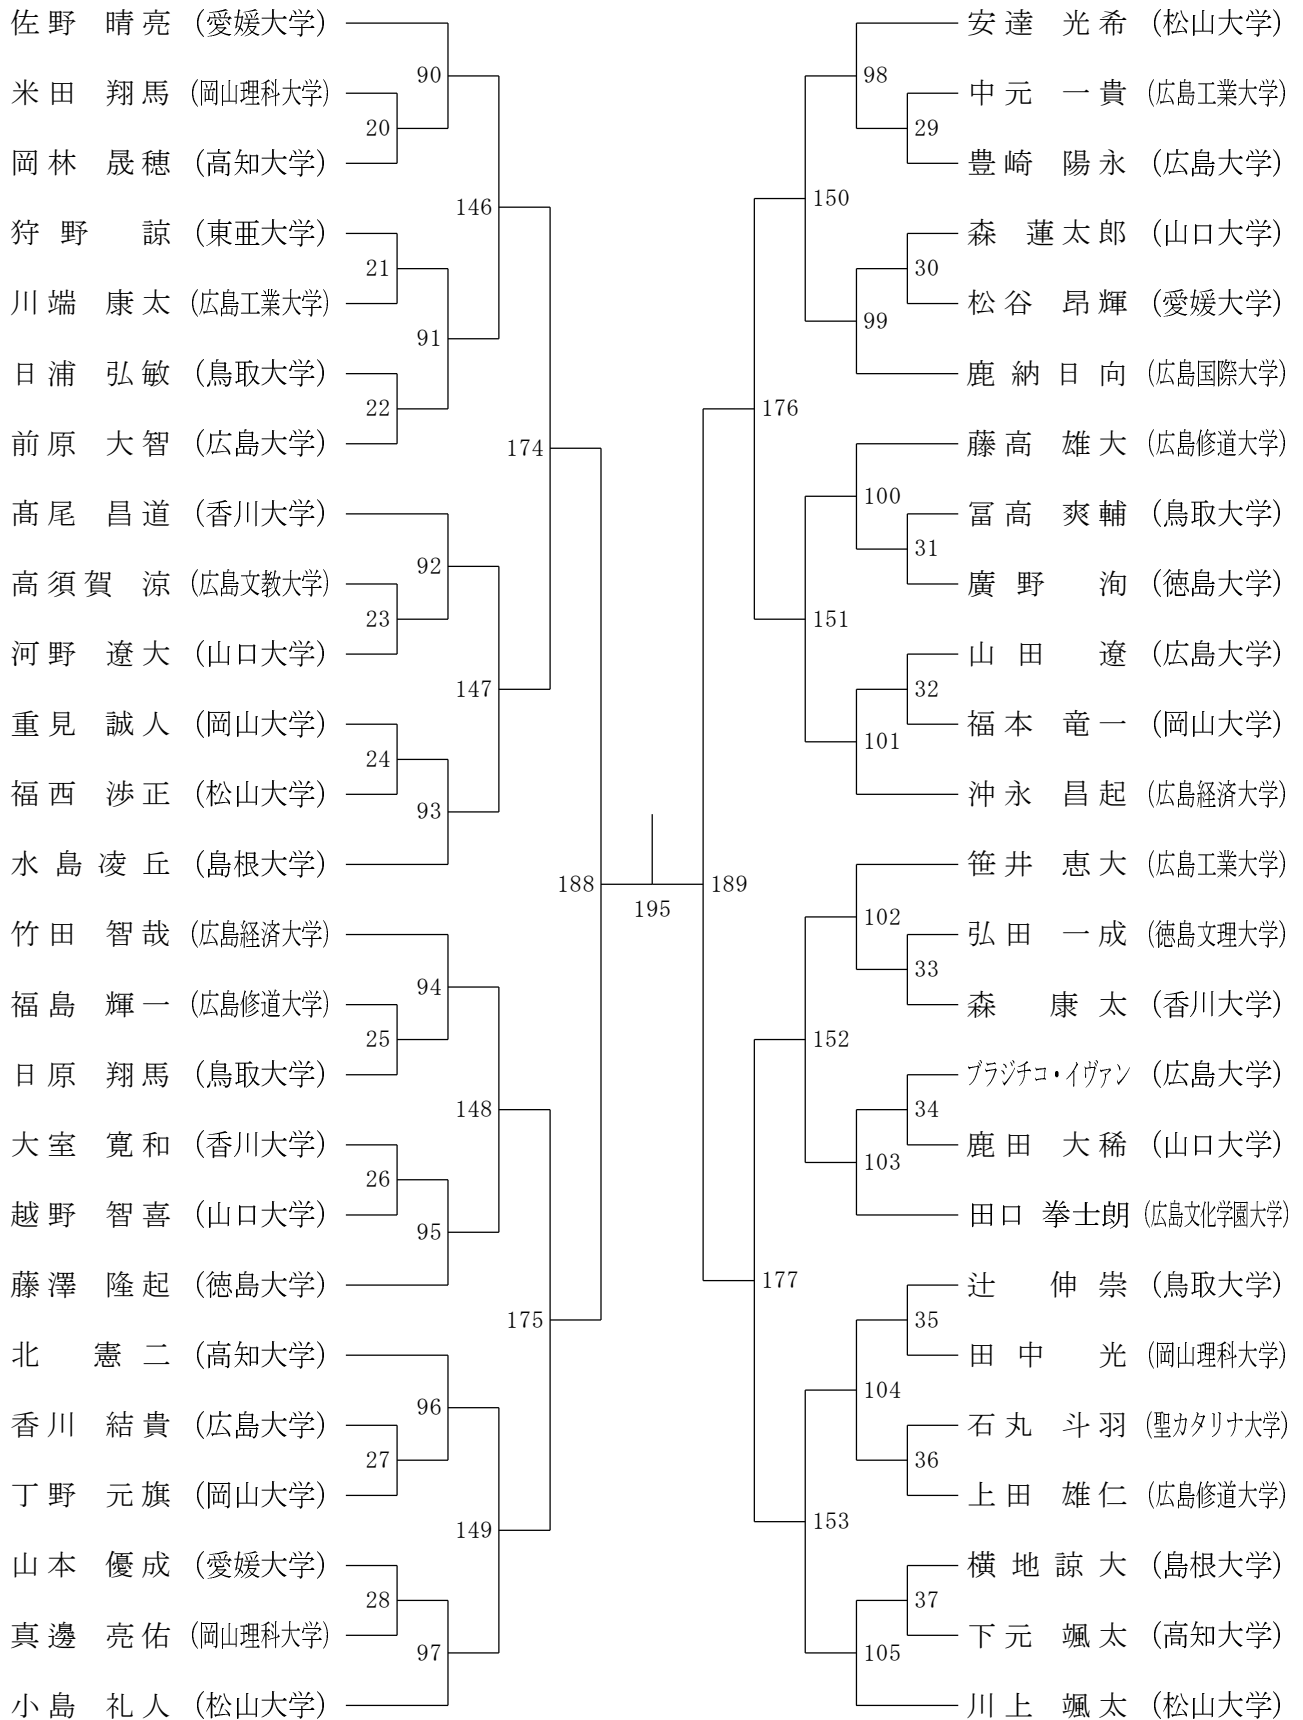 佐野 晴亮 (愛媛大学)
90
米田 翔馬 (岡山理科大学)
20
岡林 晟穂 (高知大学)
146
狩野 諒 (東亜大学)
21
川端 康太 (広島工業大学)
91
日浦 弘敏 (鳥取大学)
22
前原 大智 (広島大学)
174
髙尾 昌道 (香川大学)
92
高須賀 涼 (広島文教大学)
23
河野 遼大 (山口大学)
147
重見 誠人 (岡山大学)
24
福西 渉正 (松山大学)
93
水島凌丘 (島根大学)
188
竹田 智哉 (広島経済大学)
94
福島 輝一 (広島修道大学)
25
日原 翔馬 (鳥取大学)
148
大室 寛和 (香川大学)
26
越野 智喜 (山口大学)
95
藤澤 隆起 (徳島大学)
175
北 憲二 (高知大学)
96
香川 結貴 (広島大学)
27
丁野 元旗 (岡山大学)
149
山本 優成 (愛媛大学)
28
真邊 亮佑 (岡山理科大学)
97
小島 礼人 (松山大学)
195
安達 光希 (松山大学)
98
中元 一貴 (広島工業大学)
29
豊崎 陽永 (広島大学)
150
森 蓮太郎 (山口大学)
30
松谷 昂輝 (愛媛大学)
99
鹿納日向 (広島国際大学)
176
藤高 雄大 (広島修道大学)
100
冨高 爽輔 (鳥取大学)
31
廣野 洵 (徳島大学)
151
山田 遼 (広島大学)
32
福本 竜一 (岡山大学)
101
沖永 昌起 (広島経済大学)
189
笹井 恵大 (広島工業大学)
102
弘田 一成 (徳島文理大学)
33
森 康太 (香川大学)
152
ブラジチコ・イヴァン (広島大学)
34
鹿田 大稀 (山口大学)
103
田口 拳士朗 (広島文化学園大学)
177
辻 伸崇 (鳥取大学)
35
田中 光 (岡山理科大学)
104
石丸 斗羽 (聖カタリナ大学)
36
上田 雄仁 (広島修道大学)
153
横地諒大 (島根大学)
37
下元 颯太 (高知大学)
105
川上 颯太 (松山大学)